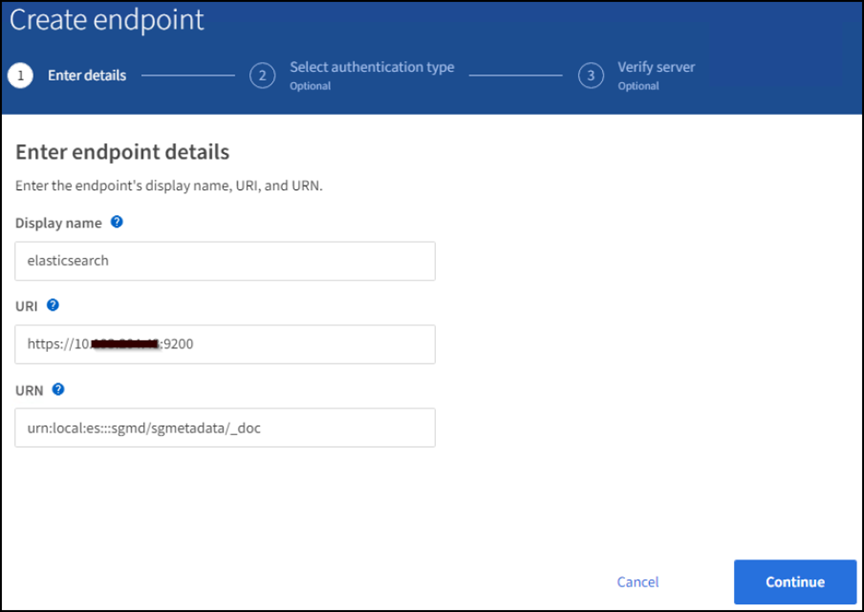 Create endpoint
1 Enter details
2 Select authentication type
Optional
3 Verify server
Optional
Enter endpoint details
Enter the endpoint's display name, URI, and URN.
Display name ?
elasticsearch
URI ?
https://10. :9200
URN ?
urn:local:es:::sgmd/sgmetadata/_doc
Cancel Continue